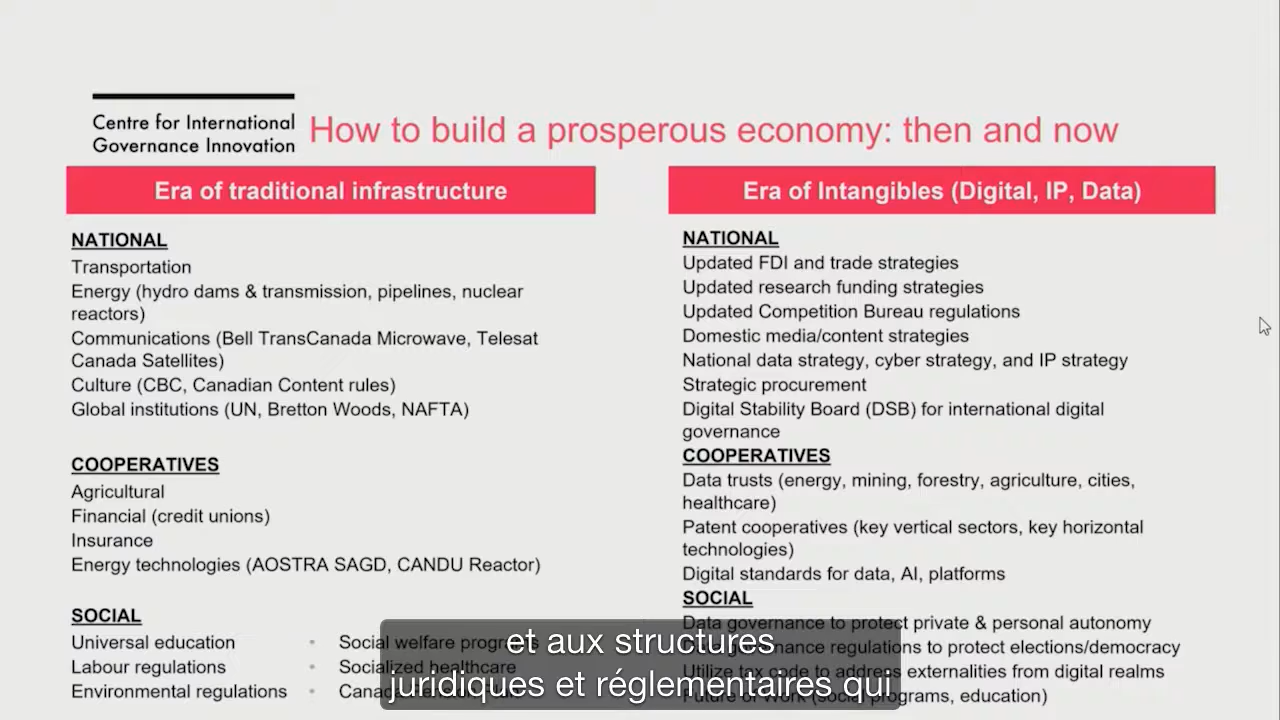 Centre for International
Governance Innovation
How to build a prosperous economy: then and now
Era of traditional infrastructure
NATIONAL
Transportation
Energy (hydro dams & transmission, pipelines, nuclear
reactors)
Communications (Bell TransCanada Microwave, Telesat
Canada Satellites)
Culture (CBC, Canadian Content rules)
Global institutions (UN, Bretton Woods, NAFTA)
COOPERATIVES
Agricultural
Financial (credit unions)
Insurance
Energy technologies (AOSTRA SAGD, CANDU Reactor)
SOCIAL
Universal education
Labour regulations
Environmental regulations
• Social welfare programs
• Socialized healthcare
•
Era of Intangibles (Digital, IP, Data)
NATIONAL
Updated FDI and trade strategies
Updated research funding strategies
Updated Competition Bureau regulations
Domestic media/content strategies
National data strategy, cyber strategy, and IP strategy
Strategic procurement
Digital Stability Board (DSB) for international digital
governance
COOPERATIVES
Data trusts (energy, mining, forestry, agriculture, cities,
healthcare)
Patent cooperatives (key vertical sectors, key horizontal
technologies)
Digital standards for data, AI, platforms
SOCIAL
Data governance to protect private & personal autonomy
governance regulations to protect elections/democracy
Utilize tax code to address externalities from digital realms
Future of Work (social programs, education)
et aux structures
juridiques et réglementaires qui